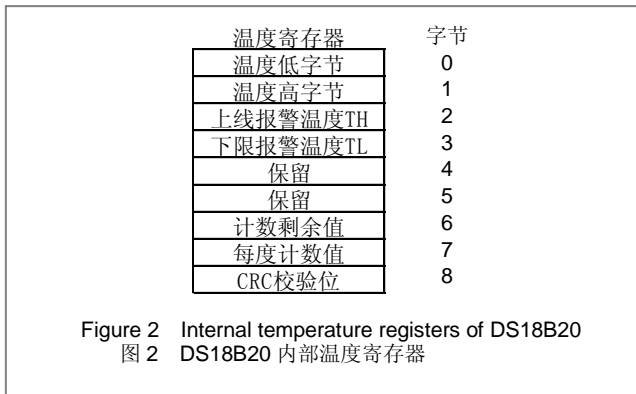 温度寄存器 字节
温度低字节 0
温度高字节 1
上线报警温度TH 2
下限报警温度TL 3
保留 4
保留 5
计数剩余值 6
每度计数值 7
CRC校验位 8
Figure 2 Internal temperature registers of DS18B20
图 2 DS18B20 内部温度寄存器